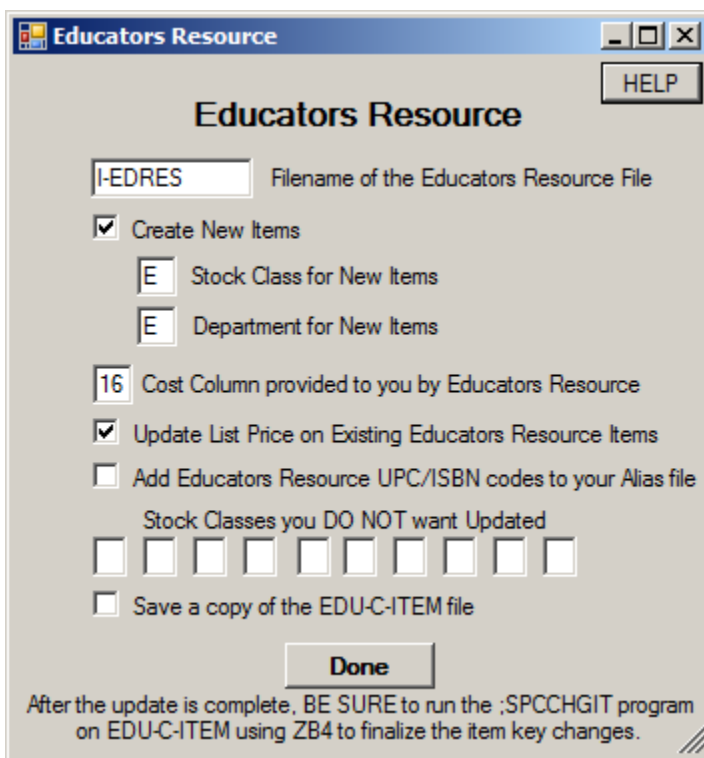 Educators Resource
HELP
Educators Resource
I-EDRES Filename of the Educators Resource File
Create New Items
E Stock Class for New Items
E Department for New Items
16 Cost Column provided to you by Educators Resource
Update List Price on Existing Educators Resource Items
Add Educators Resource UPC/ISBN codes to your Alias file
Stock Classes you DO NOT want Updated
Save a copy of the EDU-C-ITEM file
Done
After the update is complete, BE SURE to run the ;SPCCHGIT program
on EDU-C-ITEM using ZB4 to finalize the item key changes.